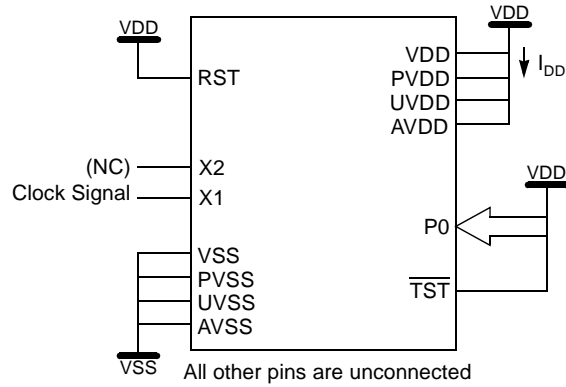 VDD
RST
(NC)
X2
Clock Signal
X1
VSS
PVSS
UVSS
AVSS
VSS
VDD
VDD
PVDD
UVDD
AVDD
IDD
VDD
P0
TST
All other pins are unconnected